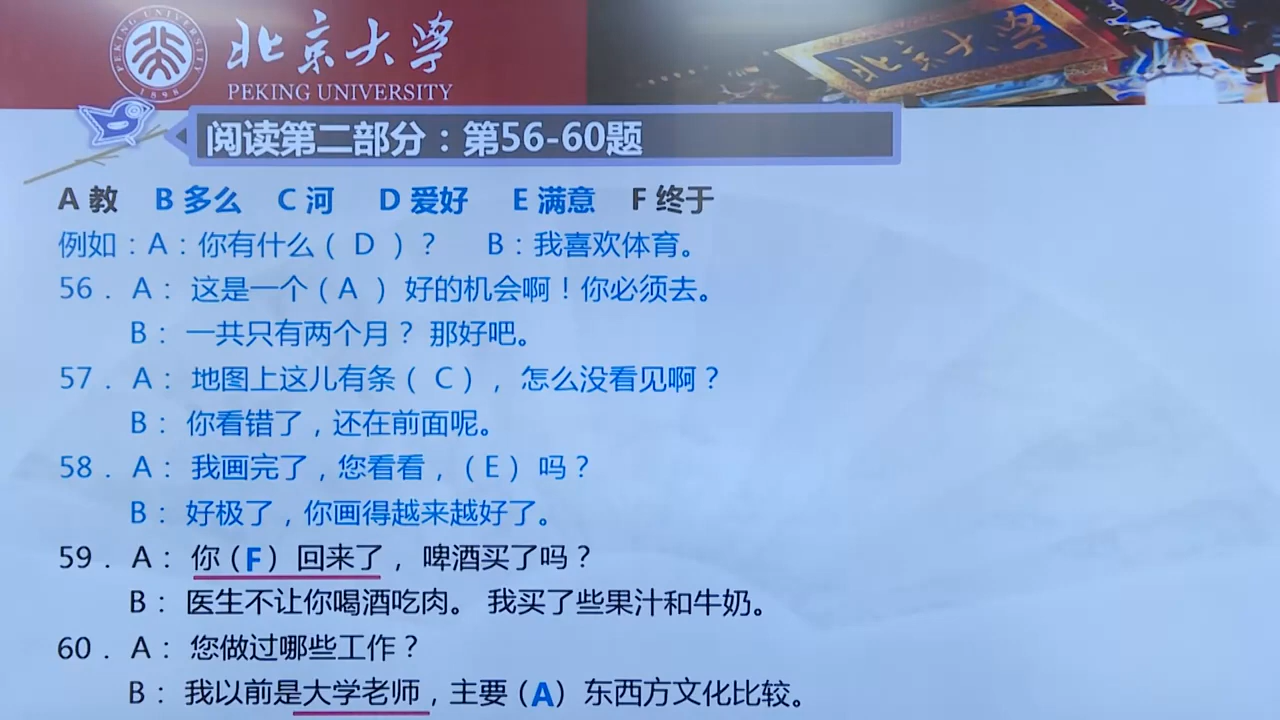 PEKING UNIVERSITY
1898
北京大学
PEKING UNIVERSITY
北京大学
阅读第二部分：第56-60题
A 教 B 多么 C 河 D 爱好 E 满意 F 终于
例如：A：你有什么（ D ）？ B：我喜欢体育。
56． A： 这是一个（A ） 好的机会啊！你必须去。
B： 一共只有两个月？ 那好吧。
57． A： 地图上这儿有条（ C ）， 怎么没看见啊？
B： 你看错了，还在前面呢。
58． A： 我画完了，您看看，（E ） 吗？
B： 好极了，你画得越来越好了。
59． A： 你（F）回来了， 啤酒买了吗？
B： 医生不让你喝酒吃肉。 我买了些果汁和牛奶。
60． A： 您做过哪些工作？
B： 我以前是大学老师，主要（A）东西方文化比较。